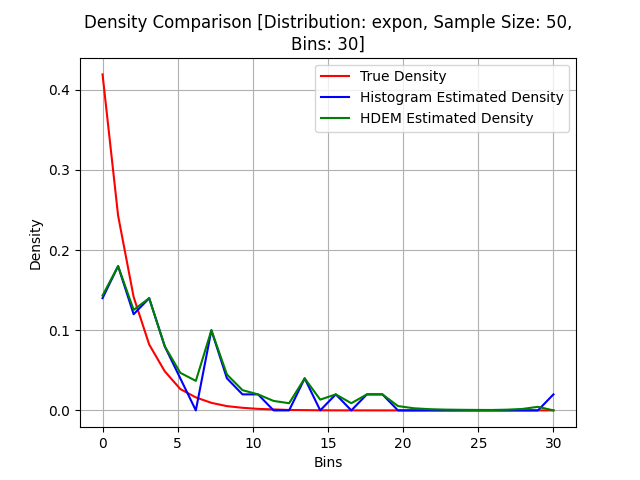 Density Comparison [Distribution: expon, Sample Size: 50,
Bins: 30]
True Density
Histogram Estimated Density
HDEM Estimated Density
Density
0.4
0.3
0.2
0.1
0.0
0 5 10 15 20 25 30
Bins